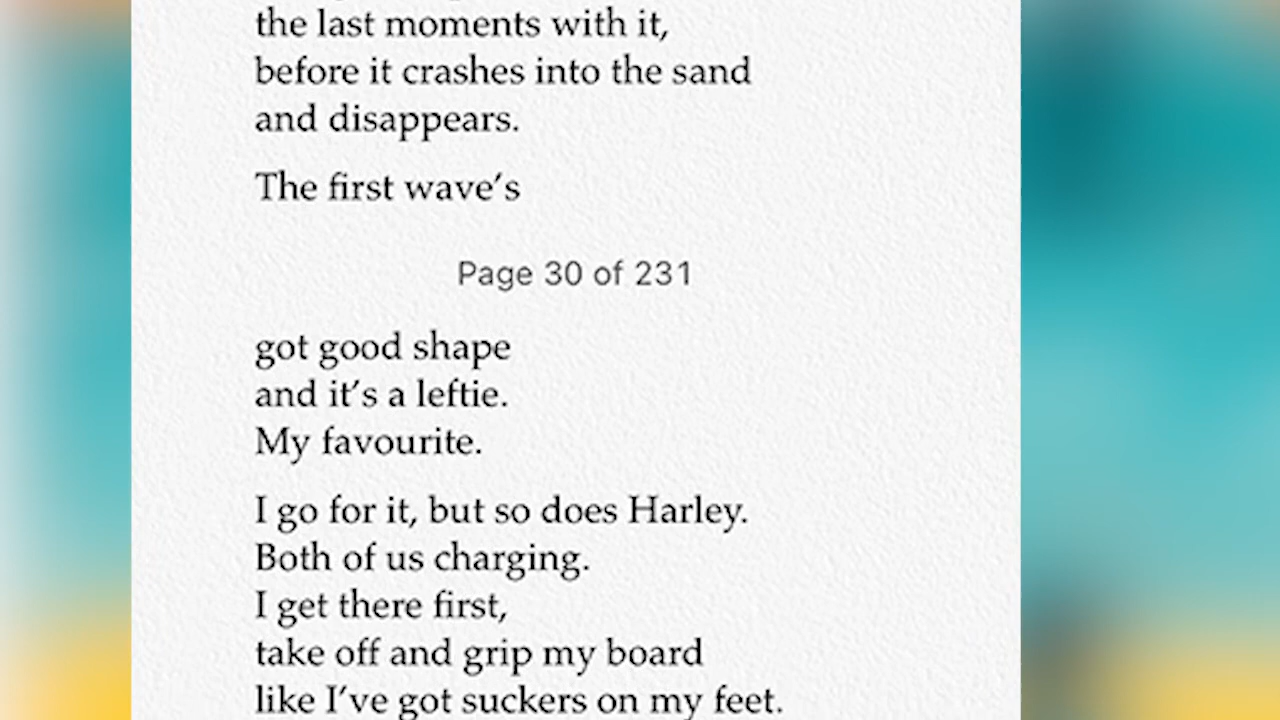 the last moments with it,
before it crashes into the sand
and disappears.
The first wave’s
Page 30 of 231
got good shape
and it’s a leftie.
My favourite.
I go for it, but so does Harley.
Both of us charging.
I get there first,
take off and grip my board
like I’ve got suckers on my feet.